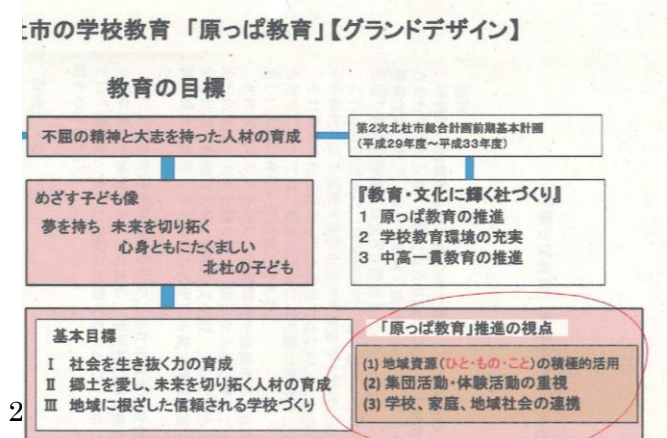 市の学校教育 「原っぱ教育」【グランドデザイン】
教育の目標
不屈の精神と大志を持った人材の育成
第2次北杜市総合計画前期基本計画
(平成29年度～平成33年度)
めざす子ども像
夢を持ち 未来を切り拓く
心身ともにたくましい
北杜の子ども
『教育・文化に輝く杜づくり』
1 原っぱ教育の推進
2 学校教育環境の充実
3 中高一貫教育の推進
基本目標
Ⅰ 社会を生き抜く力の育成
Ⅱ 郷土を愛し、未来を切り拓く人材の育成
Ⅲ 地域に根ざした信頼される学校づくり
「原っぱ教育」推進の視点
(1) 地域資源(ひと・もの・こと)の積極的活用
(2) 集団活動・体験活動の重視
(3) 学校、家庭、地域社会の連携
2